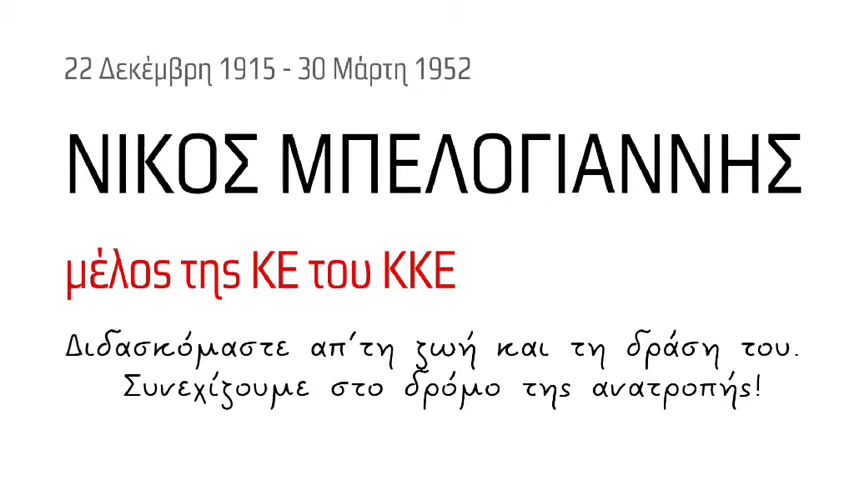 22 Δεκέμβρη 1915 - 30 Μάρτη 1952
ΝΙΚΟΣ ΜΠΕΛΟΓΙΑΝΝΗΣ
μέλος της ΚΕ του ΚΚΕ
Διδασκόμαστε απ'τη ζωή και τη δράση του.
Συνεχίζουμε στο δρόμο της ανατροπής!